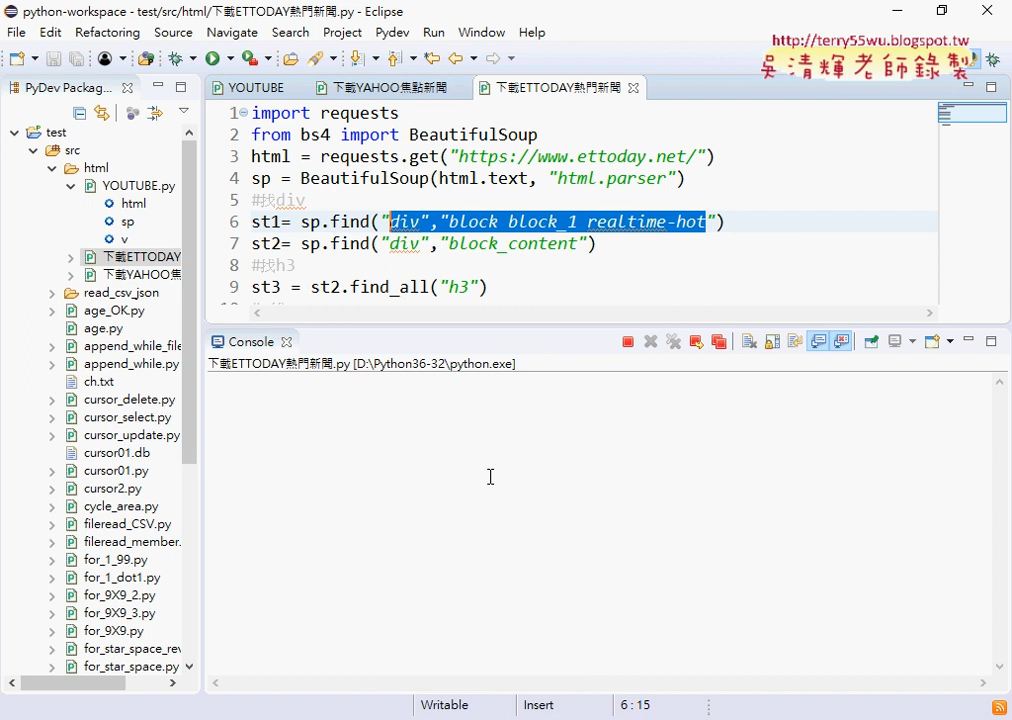 python-workspace - test/src/html/下載ETTODAY熱門新聞.py - Eclipse
File Edit Refactoring Source Navigate Search Project Pydev Run Window Help
http://terry55wu.blogspot.tw
吳清輝老師錄製
PyDev Packag...
YOUTUBE 下載YAHOO焦點新聞 下載ETTODAY熱門新聞
test
src
html
YOUTUBE.py
html
sp
v
下載ETTODAY
下載YAHOO焦
read_csv_json
age_OK.py
age.py
append_while_file
append_while.py
ch.txt
cursor_delete.py
cursor_select.py
cursor_update.py
cursor01.db
cursor01.py
cursor2.py
cycle_area.py
fileread_CSV.py
fileread_member.
for_1_99.py
for_1_dot1.py
for_9X9_2.py
for_9X9_3.py
for_9X9.py
for_star_space_rev
for_star_space.py
1 import requests
2 from bs4 import BeautifulSoup
3 html = requests.get("https://www.ettoday.net/")
4 sp = BeautifulSoup(html.text, "html.parser")
5 #找div
6 st1= sp.find("div","block block_1 realtime-hot")
7 st2= sp.find("div","block_content")
8 #找h3
9 st3 = st2.find_all("h3")
Console
下載ETTODAY熱門新聞.py [D:\Python36-32\python.exe]
Writable Insert 6 : 15